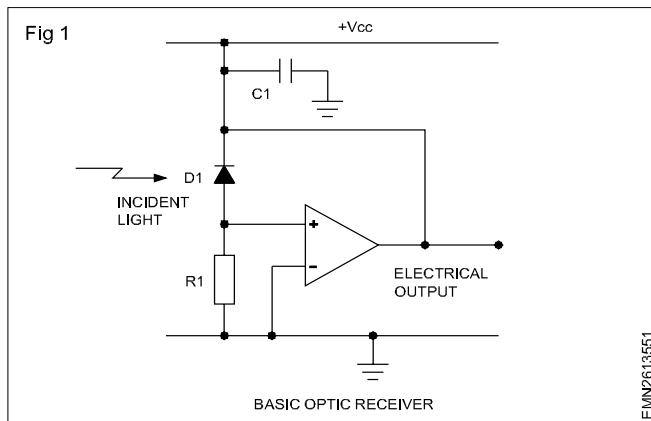 Fig 1
+Vcc
C1
D1
INCIDENT
LIGHT
+
-
R1
ELECTRICAL
OUTPUT
BASIC OPTIC RECEIVER
EMN2613551